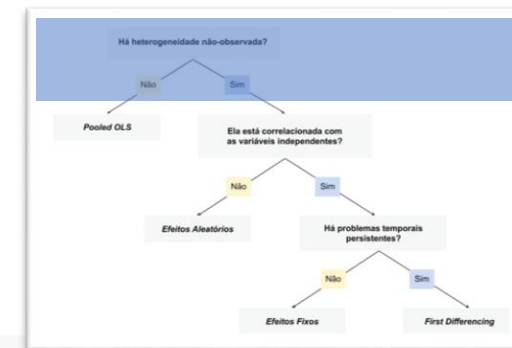 Há heterogeneidade não-observada?
Não
Sim
Pooled OLS
Ela está correlacionada com
as variáveis independentes?
Não
Sim
Efeitos Aleatórios
Há problemas temporais
persistentes?
Não
Sim
Efeitos Fixos
First Differencing